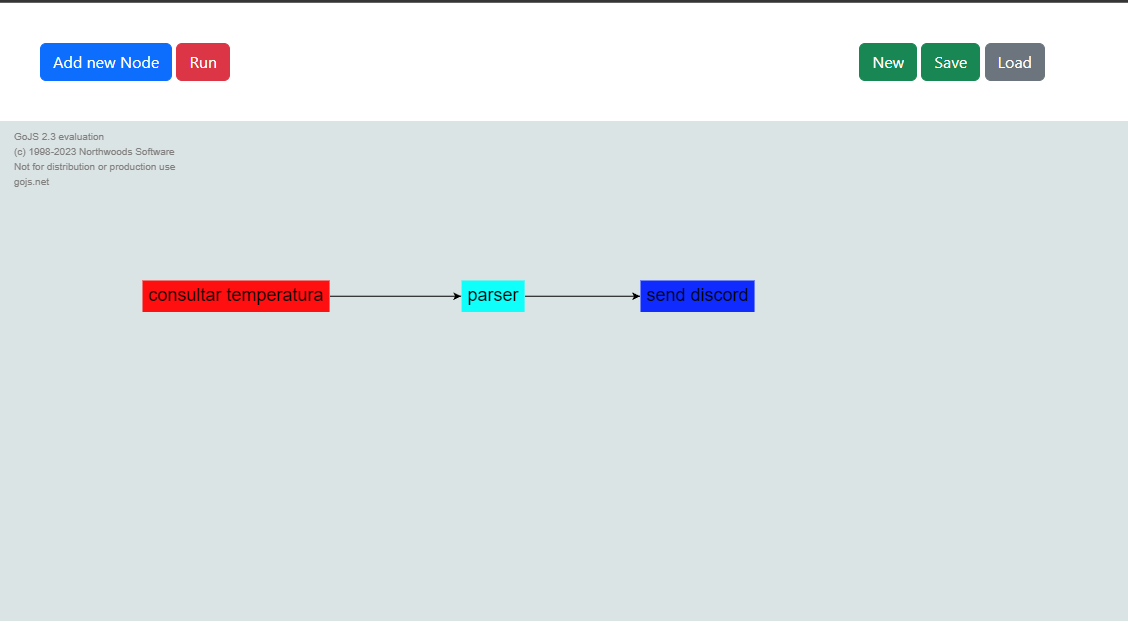 Add new Node Run New Save Load
GoJS 2.3 evaluation
(c) 1998-2023 Northwoods Software
Not for distribution or production use
gojs.net
consultar temperatura parser send discord